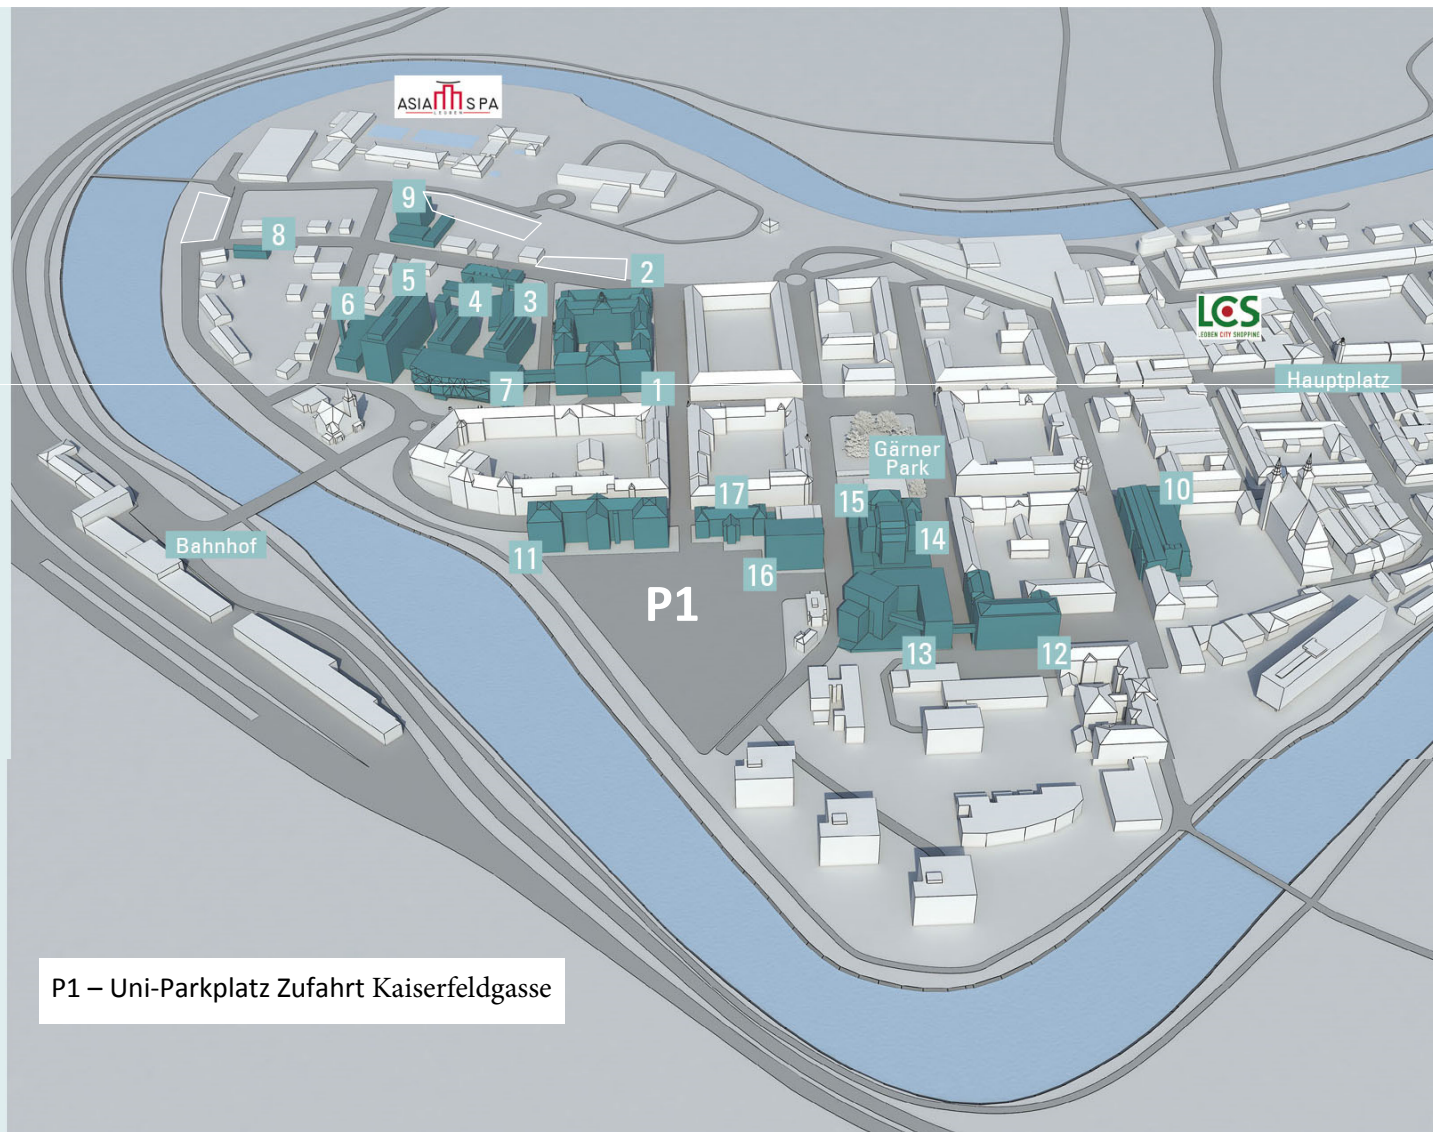 ASIA SPA
LEOBEN
9
8
2
5
6
4
3
LCS
LEOBEN CITY SHOPPING
Hauptplatz
7
1
Gärner
Park
17
15
10
14
Bahnhof
11
16
P1
13
12
P1 – Uni-Parkplatz Zufahrt Kaiserfeldgasse